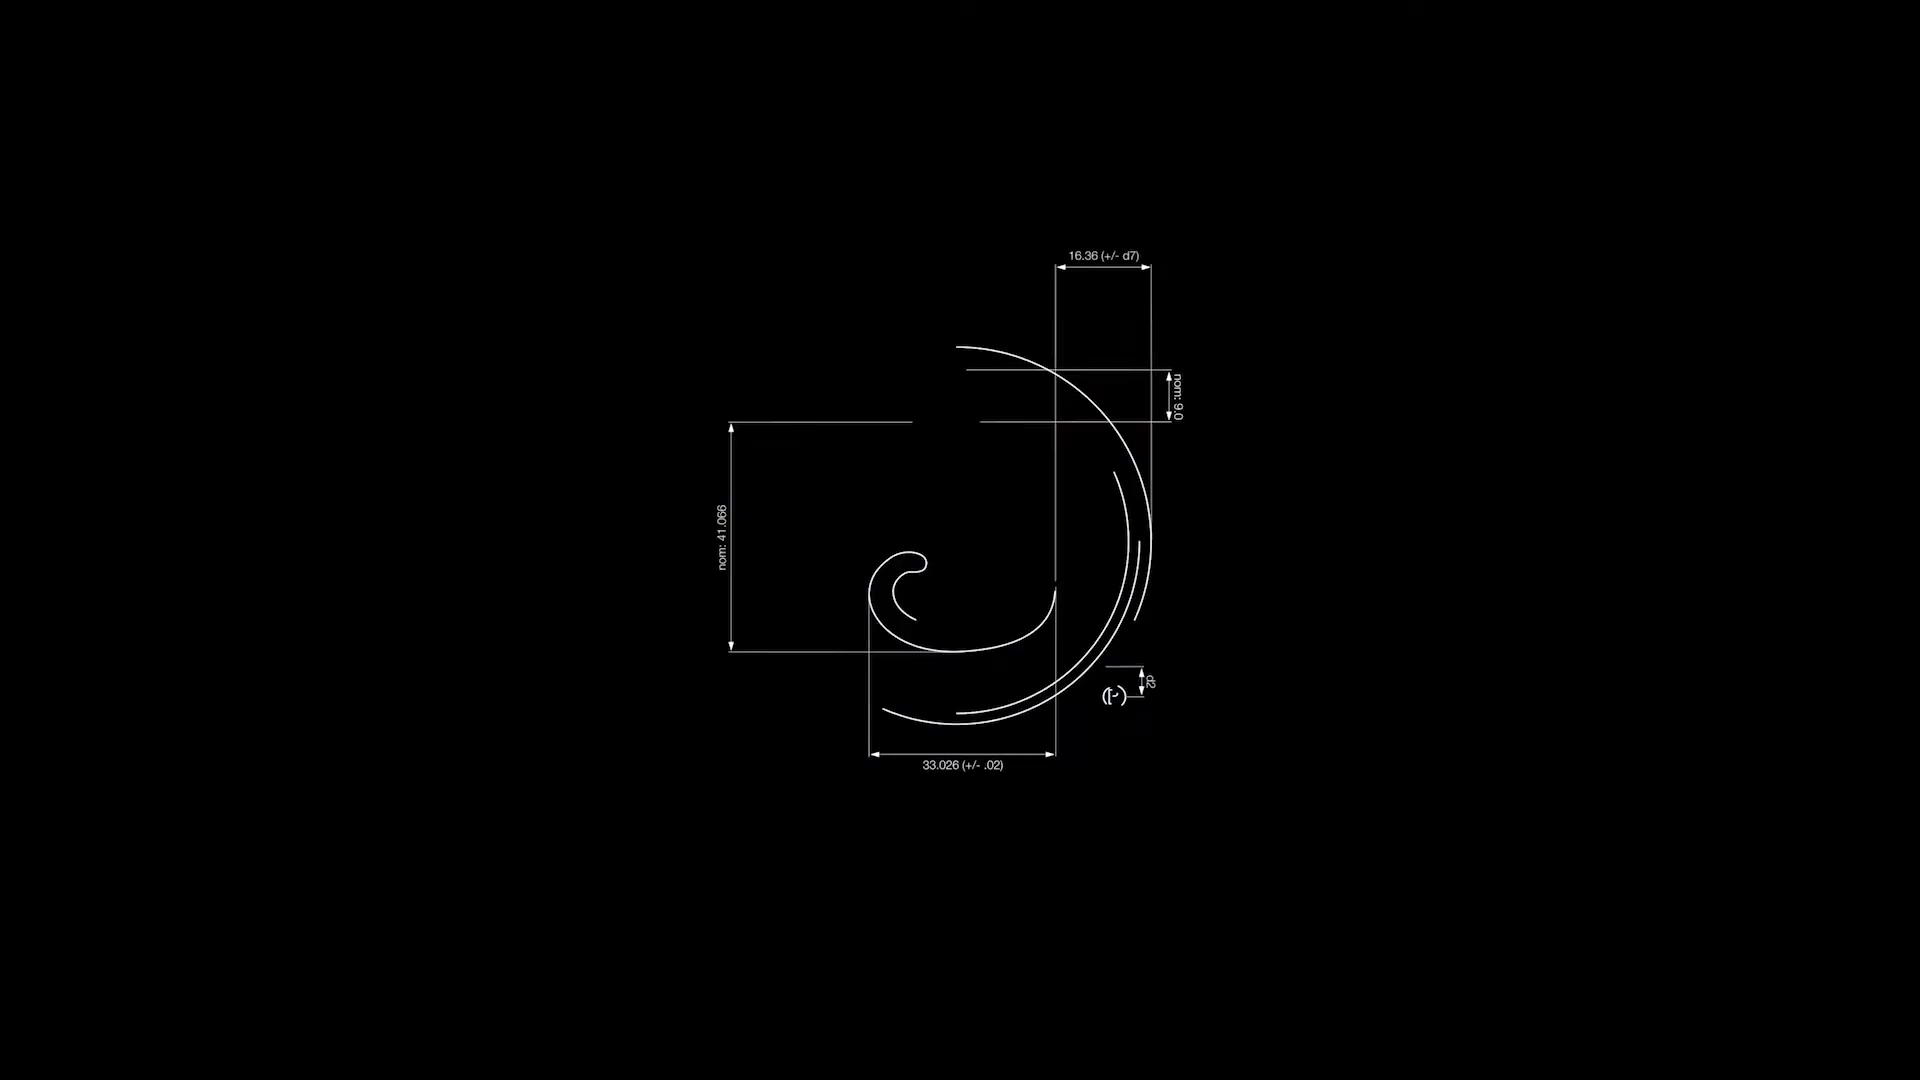 16.36 (+/- d7)
nom: 9.0
nom: 41.066
d2
33.026 (+/- .02)